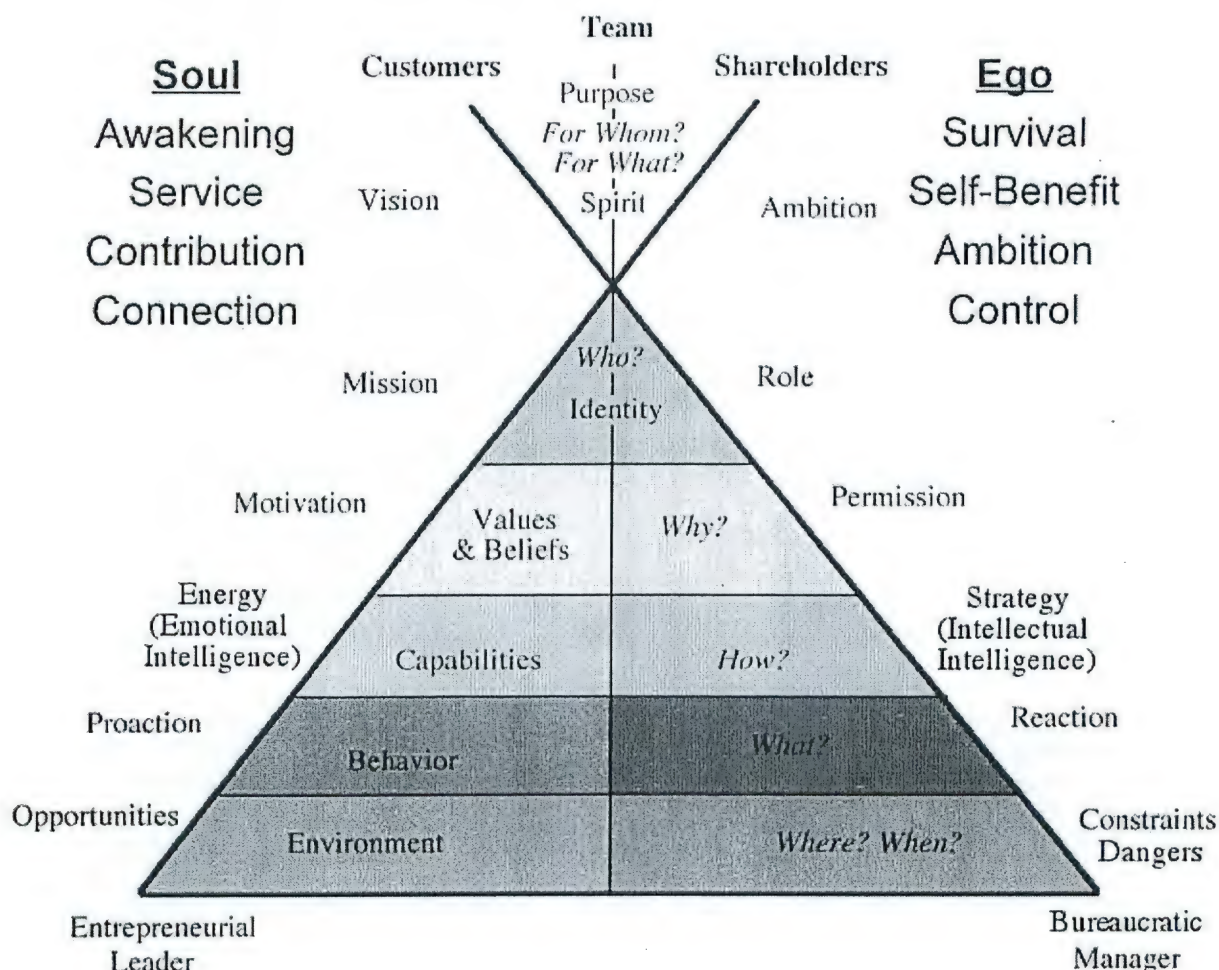 Team
Customers
Shareholders
Soul
Awakening
Service
Contribution
Connection
Purpose
For Whom?
For What?
Spirit
Ego
Survival
Self-Benefit
Ambition
Control
Vision
Ambition
Mission
Who?
Identity
Role
Motivation
Values
& Beliefs
Why?
Permission
Energy
(Emotional
Intelligence)
Capabilities
How?
Strategy
(Intellectual
Intelligence)
Proaction
Behavior
What?
Reaction
Opportunities
Environment
Where? When?
Constraints
Dangers
Entrepreneurial
Leader
Bureaucratic
Manager